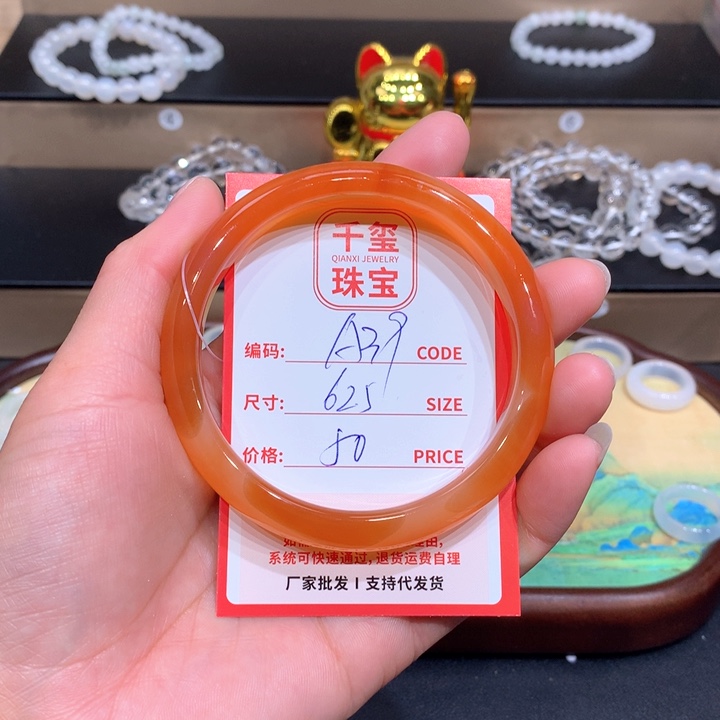 千玺
QIANXI JEWELRY
珠宝
编码: A39 CODE
尺寸: 625 SIZE
价格: 50 PRICE
系统可快速通过,退货运费自理
厂家批发 I 支持代发货